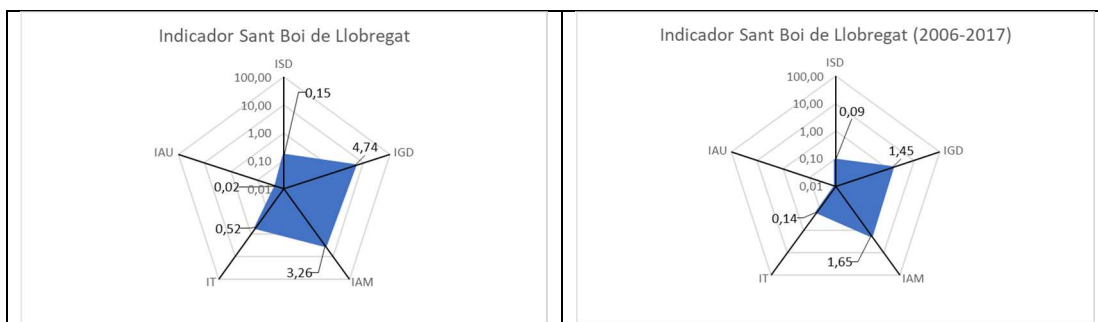 Indicador Sant Boi de Llobregat
ISD
100,00
10,00
0,15
1,00
4,74
IAU
IGD
0,10
0,02
0,01
0,52
3,26
IT
IAM
Indicador Sant Boi de Llobregat (2006-2017)
ISD
100,00
10,00
0,09
1,00
1,45
IAU
IGD
0,10
0,01
0,14
1,65
IT
IAM